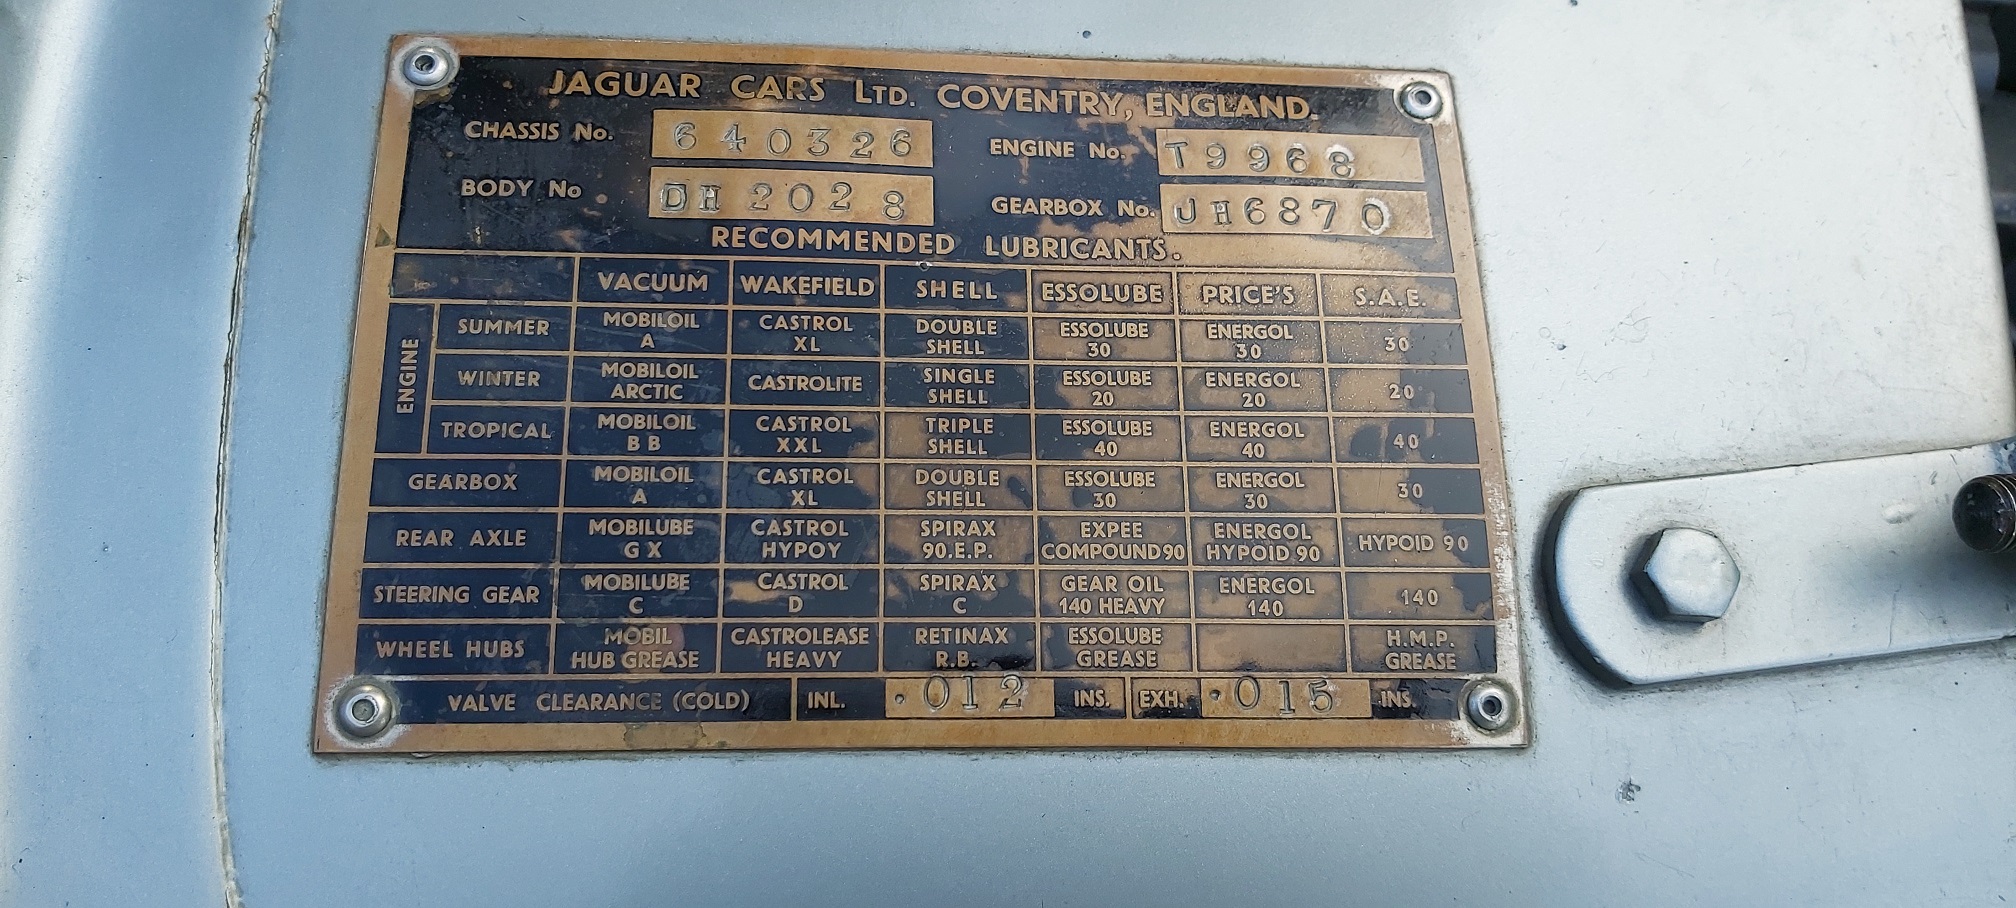 JAGUAR CARS LTD. COVENTRY, ENGLAND.
CHASSIS No. 640326 ENGINE No. T9968
BODY No DH2028 GEARBOX No. JH6870
RECOMMENDED LUBRICANTS.
VACUUM WAKEFIELD SHELL ESSOLUBE PRICE'S S.A.E.
ENGINE
SUMMER MOBILOIL A CASTROL XL DOUBLE SHELL ESSOLUBE 30 ENERGOL 30 30
WINTER MOBILOIL ARCTIC CASTROLITE SINGLE SHELL ESSOLUBE 20 ENERGOL 20 20
TROPICAL MOBILOIL B B CASTROL XXL TRIPLE SHELL ESSOLUBE 40 ENERGOL 40 40
GEARBOX MOBILOIL A CASTROL XL DOUBLE SHELL ESSOLUBE 30 ENERGOL 30 30
REAR AXLE MOBILUBE G X CASTROL HYPOY SPIRAX 90.E.P. EXPEE COMPOUND 90 ENERGOL HYPOID 90 HYPOID 90
STEERING GEAR MOBILUBE C CASTROL D SPIRAX C GEAR OIL 140 HEAVY ENERGOL 140 140
WHEEL HUBS MOBIL HUB GREASE CASTROLEASE HEAVY RETINAX R.B. ESSOLUBE GREASE H.M.P. GREASE
VALVE CLEARANCE (COLD) INL. .012 INS. EXH. .015 INS.